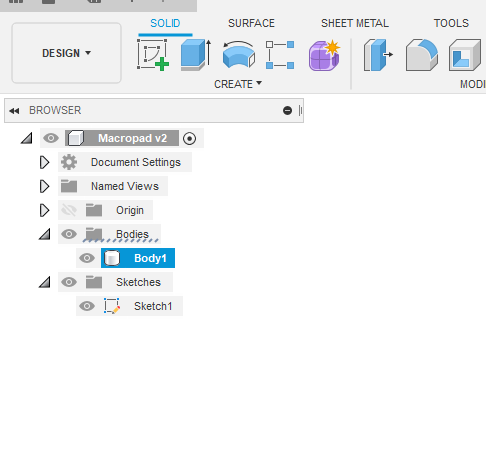 SOLID SURFACE SHEET METAL TOOLS
DESIGN
CREATE
BROWSER
Macropad v2
Document Settings
Named Views
Origin
Bodies
Body1
Sketches
Sketch1